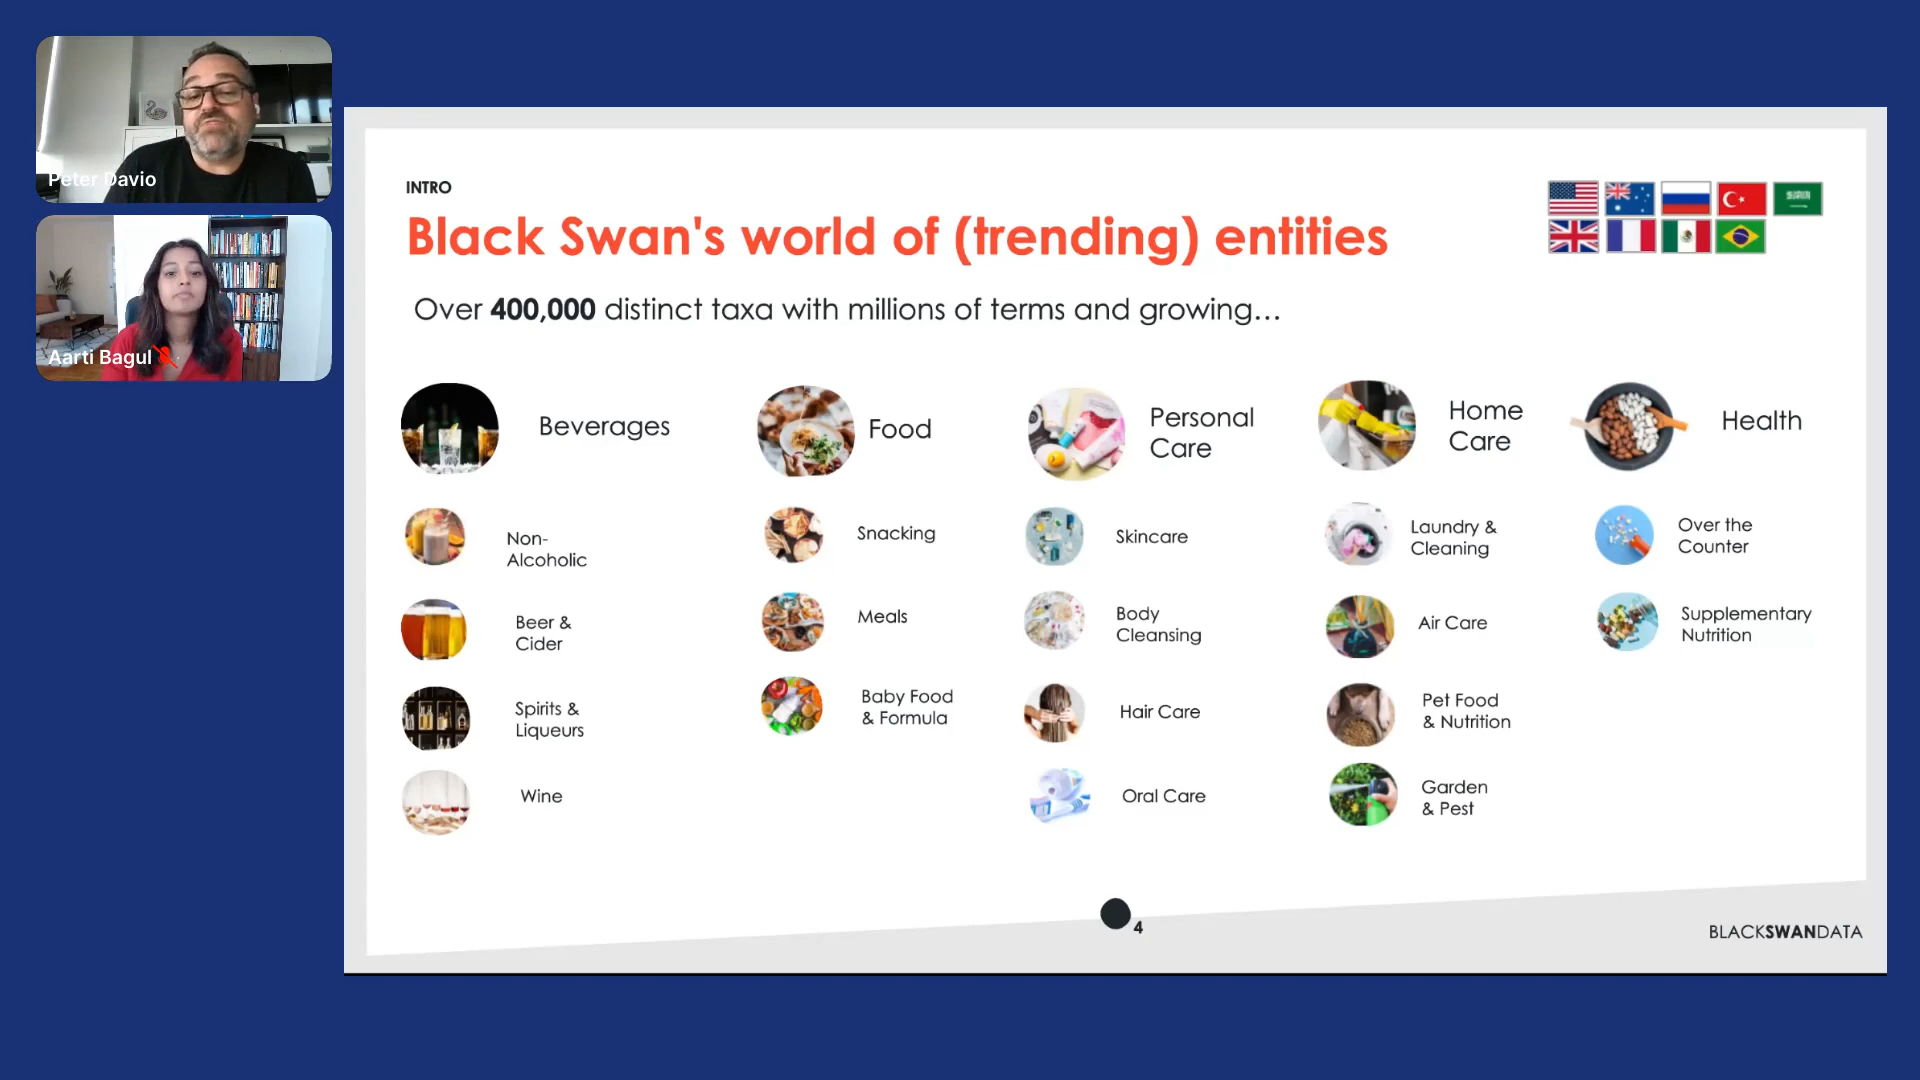 Peter Davio
Aarti Bagul
INTRO
Black Swan's world of (trending) entities
Over 400,000 distinct taxa with millions of terms and growing...
Beverages
Non-
Alcoholic
Beer &
Cider
Spirits &
Liqueurs
Wine
Food
Snacking
Meals
Baby Food
& Formula
Personal
Care
Skincare
Body
Cleansing
Hair Care
Oral Care
Home
Care
Laundry &
Cleaning
Air Care
Pet Food
& Nutrition
Garden
& Pest
Health
Over the
Counter
Supplementary
Nutrition
4
BLACKSWANDATA